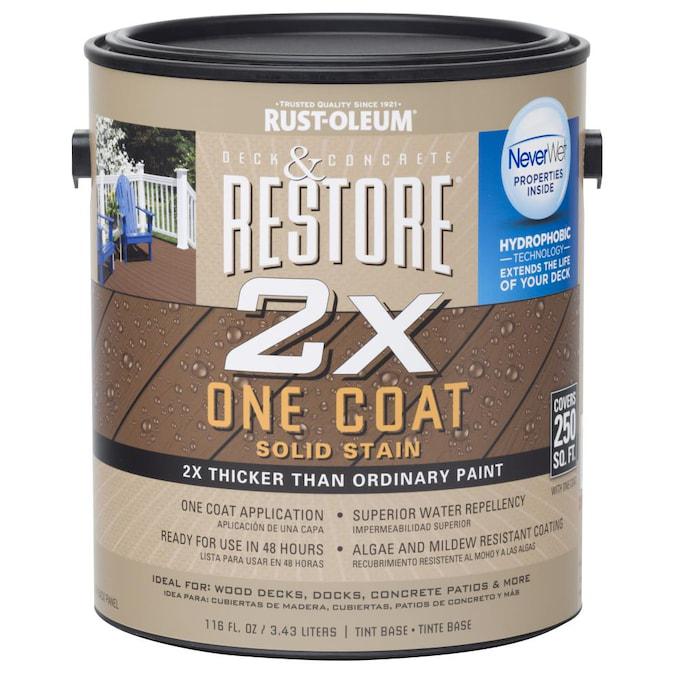 • TRUSTED QUALITY SINCE 1921 •
RUST-OLEUM®
DECK & CONCRETE
RESTORE®
2X
ONE COAT
SOLID STAIN
2X THICKER THAN ORDINARY PAINT
NeverWet
PROPERTIES
INSIDE
HYDROPHOBIC
TECHNOLOGY
EXTENDS THE LIFE
OF YOUR DECK
COVERS
250
SQ. FT.
WITH ONE COAT
ONE COAT APPLICATION
APLICACIÓN DE UNA CAPA
READY FOR USE IN 48 HOURS
LISTA PARA USAR EN 48 HORAS
• SUPERIOR WATER REPELLENCY
IMPERMEABILIDAD SUPERIOR
• ALGAE AND MILDEW RESISTANT COATING
RECUBRIMIENTO RESISTENTE AL MOHO Y A LAS ALGAS
IDEAL FOR: WOOD DECKS, DOCKS, CONCRETE PATIOS & MORE
IDEA PARA: CUBIERTAS DE MADERA, CUBIERTAS, PATIOS DE CONCRETO Y MÁS
116 FL. OZ / 3.43 LITERS | TINT BASE • TINTE BASE
PANEL